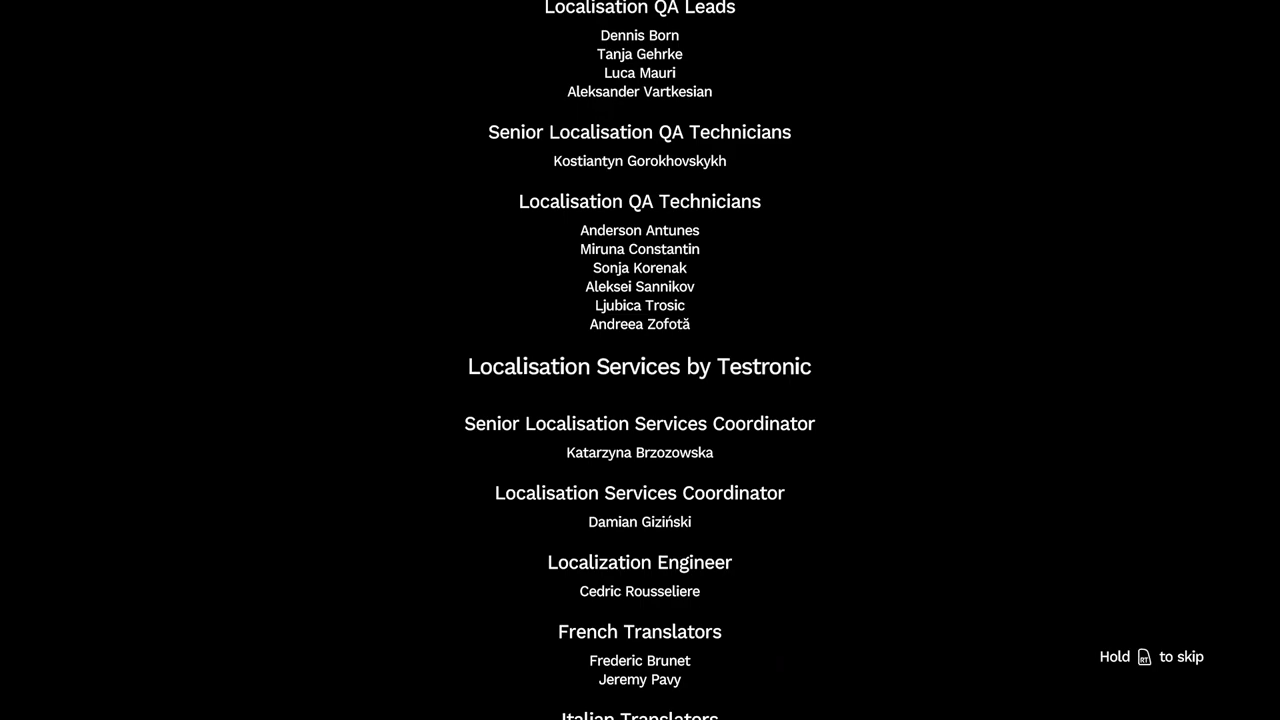 Localisation QA Leads
Dennis Born
Tanja Gehrke
Luca Mauri
Aleksander Vartkesian
Senior Localisation QA Technicians
Kostiantyn Gorokhovskykh
Localisation QA Technicians
Anderson Antunes
Miruna Constantin
Sonja Korenak
Aleksei Sannikov
Ljubica Trosic
Andreea Zofotă
Localisation Services by Testronic
Senior Localisation Services Coordinator
Katarzyna Brzozowska
Localisation Services Coordinator
Damian Giziński
Localization Engineer
Cedric Rousseliere
French Translators
Frederic Brunet
Jeremy Pavy
Italian Translators
Hold RT to skip